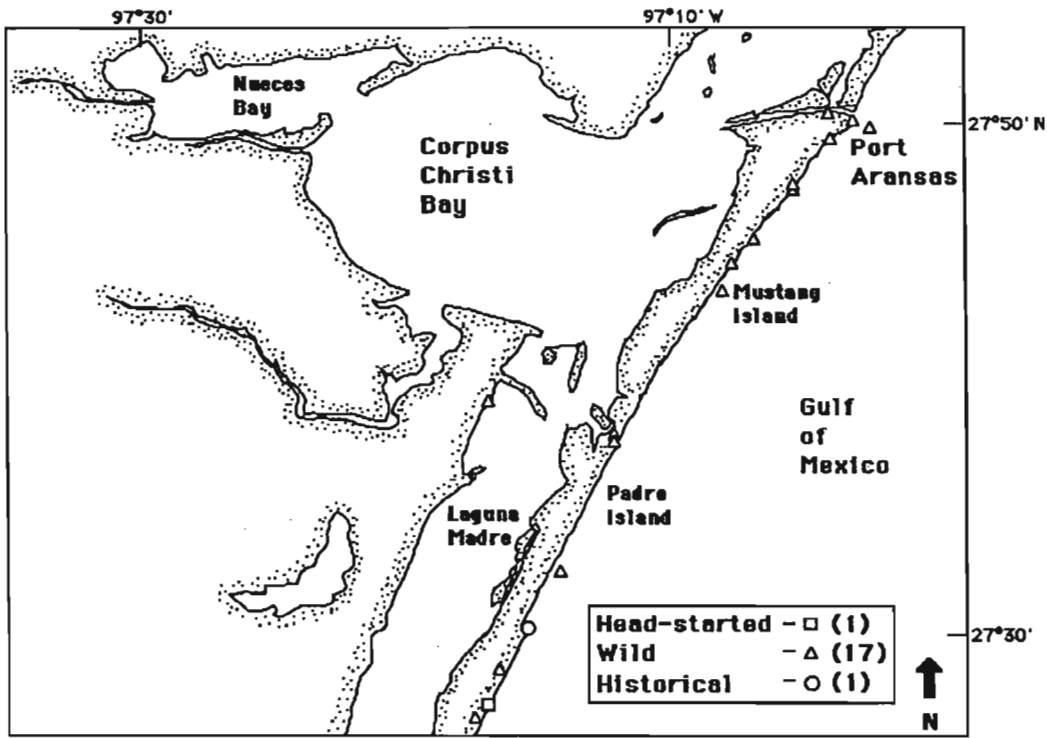 97°30'
97°10' W
Nueces
Bay
Corpus
Christi
Bay
27°50' N
Port
Aransas
Mustang
Island
Gulf
of
Mexico
Padre
Island
Laguna
Madre
Head-started - □ (1)
Wild - △ (17)
Historical - ○ (1)
27°30'
N